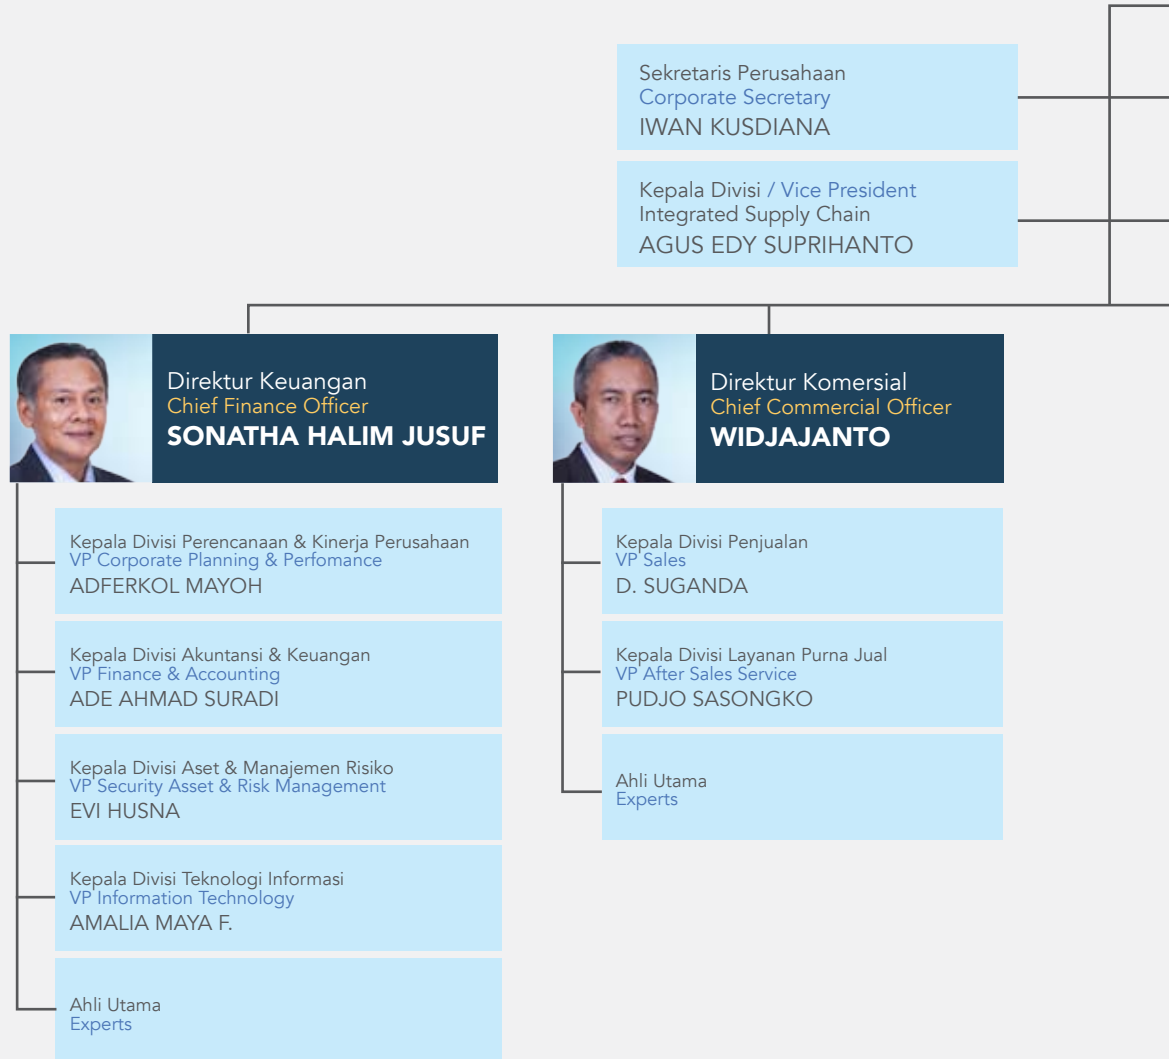 Sekretaris Perusahaan
Corporate Secretary
IWAN KUSDIANA
Kepala Divisi / Vice President
Integrated Supply Chain
AGUS EDY SUPRIHANTO
Direktur Keuangan
Chief Finance Officer
SONATHA HALIM JUSUF
Kepala Divisi Perencanaan & Kinerja Perusahaan
VP Corporate Planning & Perfomance
ADFERKOL MAYOH
Kepala Divisi Akuntansi & Keuangan
VP Finance & Accounting
ADE AHMAD SURADI
Kepala Divisi Aset & Manajemen Risiko
VP Security Asset & Risk Management
EVI HUSNA
Kepala Divisi Teknologi Informasi
VP Information Technology
AMALIA MAYA F.
Ahli Utama
Experts
Direktur Komersial
Chief Commercial Officer
WIDJAJANTO
Kepala Divisi Penjualan
VP Sales
D. SUGANDA
Kepala Divisi Layanan Purna Jual
VP After Sales Service
PUDJO SASONGKO
Ahli Utama
Experts